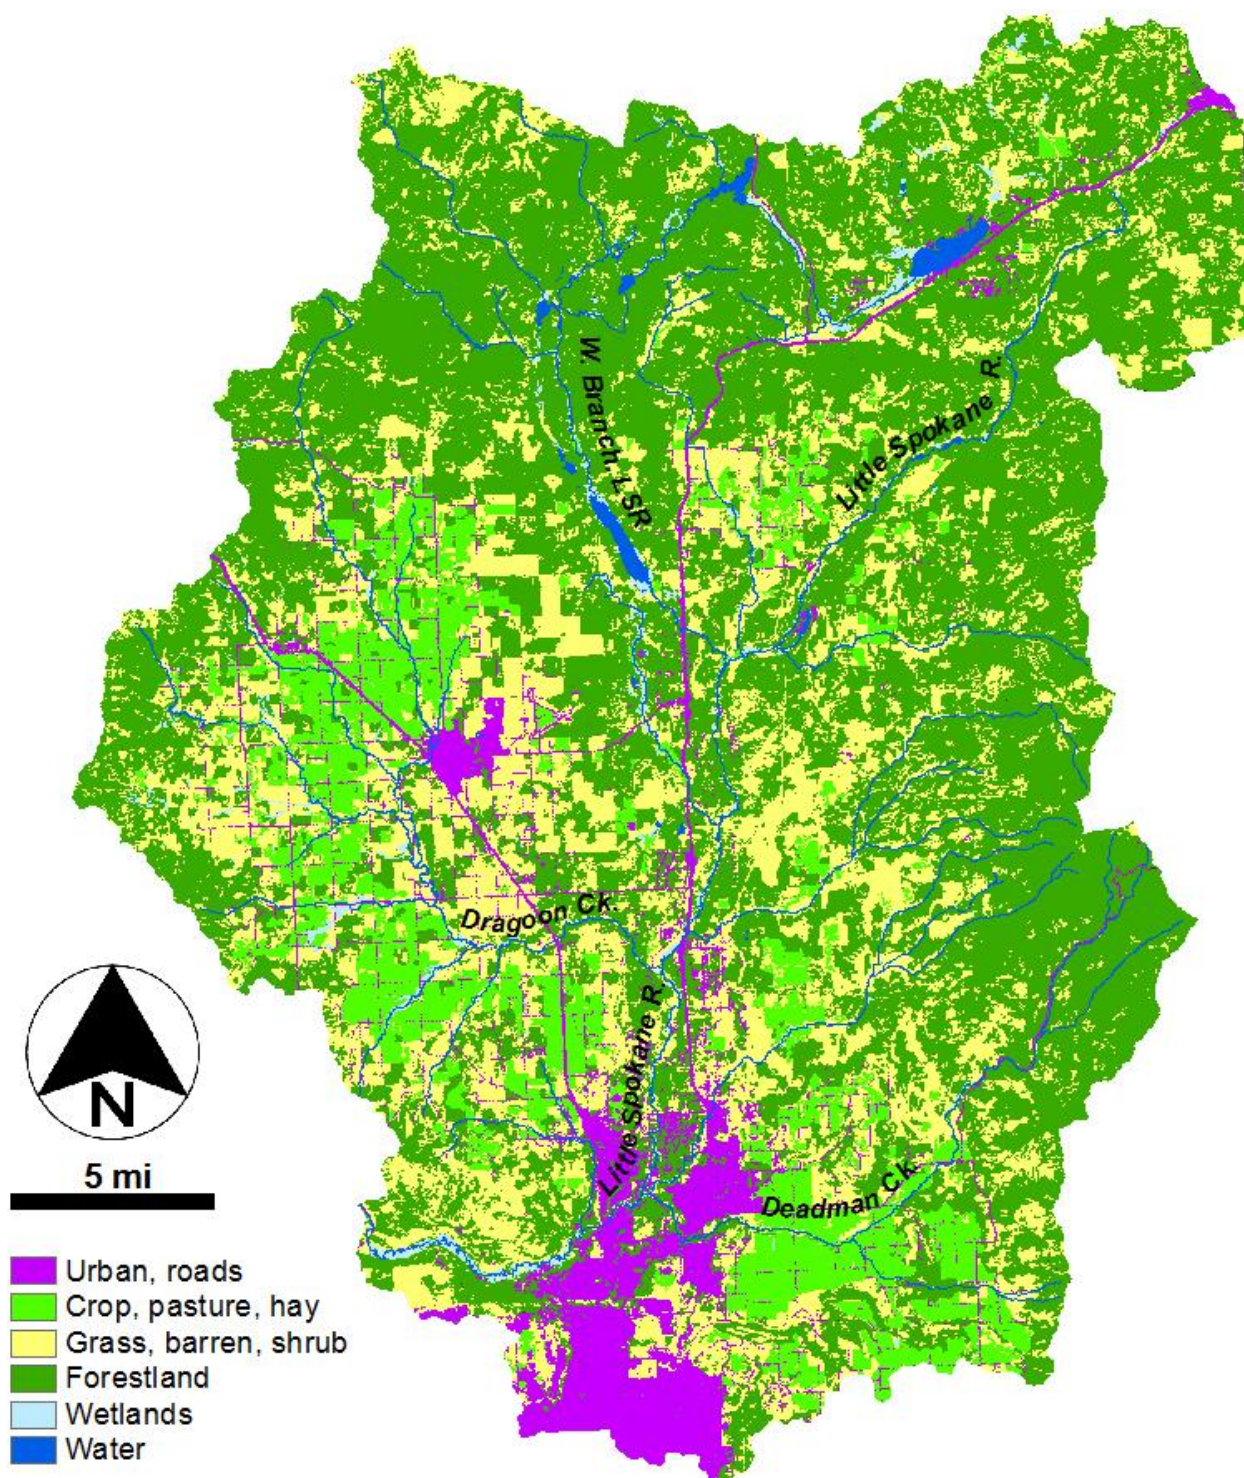 W. Branch, LSR
Little Spokane R.
Dragoon Ck.
Little Spokane R.
Deadman Ck.
N
5 mi
Urban, roads
Crop, pasture, hay
Grass, barren, shrub
Forestland
Wetlands
Water